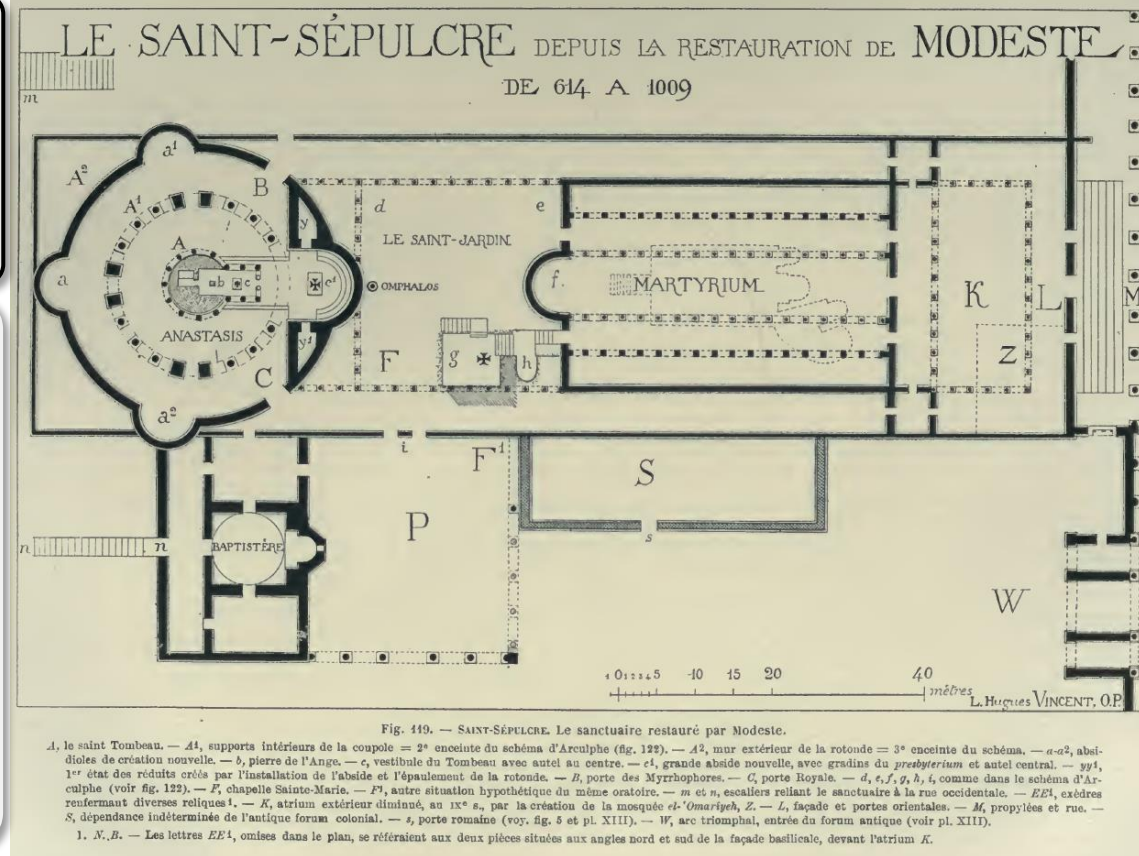 LE SAINT-SÉPULCRE DEPUIS LA RESTAURATION DE MODESTE
DE 614 A 1009
m
a¹
A²
B
d
e
y
A¹
LE SAINT-JARDIN
A
a
b
c
c¹
OMPHALOS
f.
MARTYRIUM
K
L
M
ANASTASIS
y¹
F
g
h
Z
C
a²
i
F¹
S
P
n
n
BAPTISTÈRE
s
W
1 0 1 2 3 4 5 10 15 20 40
mètres
L. Hugues VINCENT, O.P.
Fig. 119. — SAINT-SÉPULCRE. Le sanctuaire restauré par Modeste.
A, le saint Tombeau. — A¹, supports intérieurs de la coupole = 2ᵉ enceinte du schéma d'Arculphe (fig. 122). — A², mur extérieur de la rotonde = 3ᵉ enceinte du schéma. — a-a², absi-
dioles de création nouvelle. — b, pierre de l'Ange. — c, vestibule du Tombeau avec autel au centre. — c¹, grande abside nouvelle, avec gradins du presbyterium et autel central. — yy¹,
1ᵉʳ état des réduits créés par l'installation de l'abside et l'épaulement de la rotonde. — B, porte des Myrrhophores. — C, porte Royale. — d, e, f, g, h, i, comme dans le schéma d'Ar-
culphe (voir fig. 122). — F, chapelle Sainte-Marie. — F¹, autre situation hypothétique du même oratoire. — m et n, escaliers reliant le sanctuaire à la rue occidentale. — EE¹, exèdres
renfermant diverses reliques¹. — K, atrium extérieur diminué, au IXᵉ s., par la création de la mosquée el-'Omariyeh, Z. — L, façade et portes orientales. — M, propylées et rue. —
S, dépendance indéterminée de l'antique forum colonial. — s, porte romaine (voy. fig. 5 et pl. XIII). — W, arc triomphal, entrée du forum antique (voir pl. XIII).
1. N. B. — Les lettres EE¹, omises dans le plan, se référaient aux deux pièces situées aux angles nord et sud de la façade basilicale, devant l'atrium K.